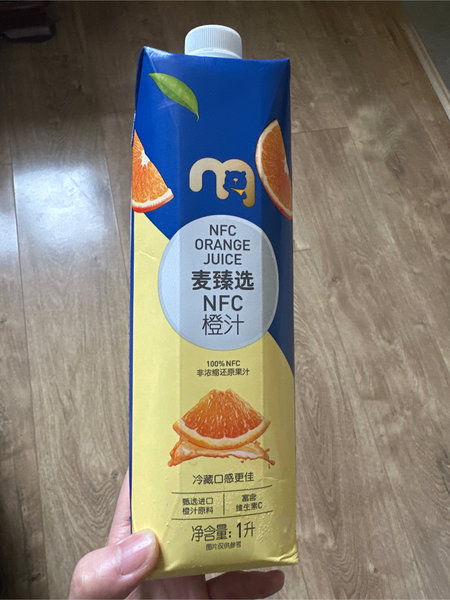 NFC
ORANGE
JUICE
麦臻选
NFC
橙汁
100% NFC
非浓缩还原果汁
冷藏口感更佳
甄选进口
橙汁原料
富含
维生素C
净含量: 1升
图片仅供参考